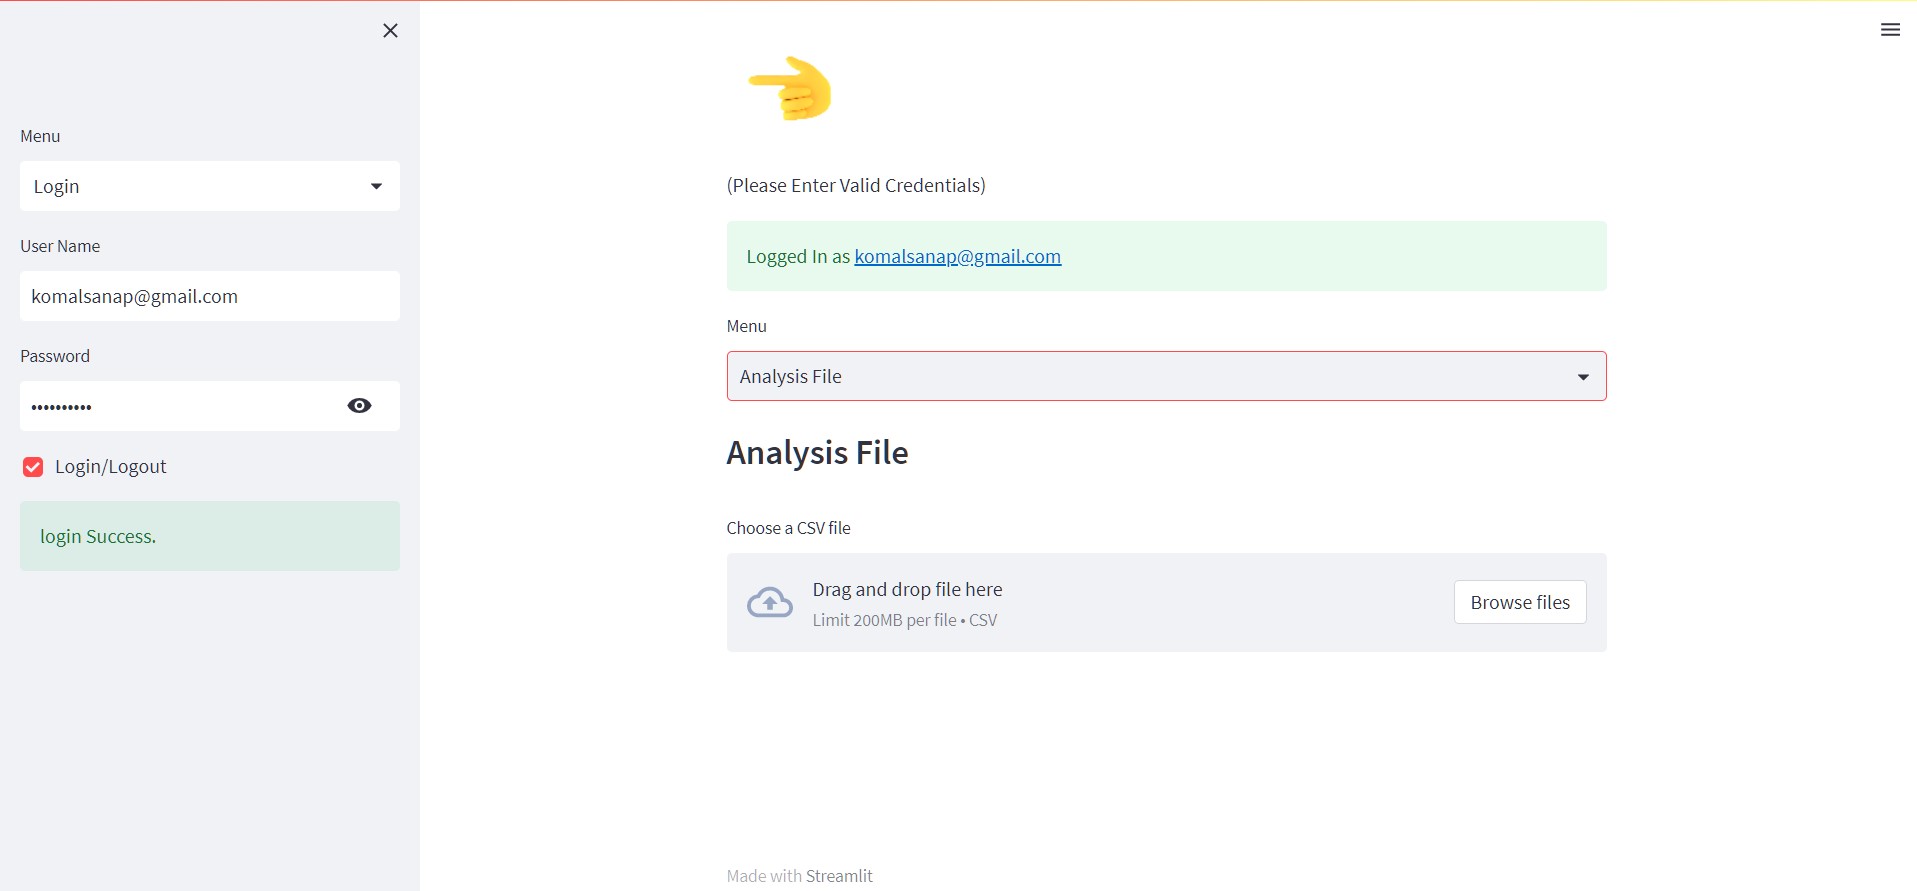 Menu
Login
User Name
komalsanap@gmail.com
Password
••••••••••
Login/Logout
login Success.
(Please Enter Valid Credentials)
Logged In as komalsanap@gmail.com
Menu
Analysis File
Analysis File
Choose a CSV file
Drag and drop file here
Limit 200MB per file • CSV
Browse files
Made with Streamlit